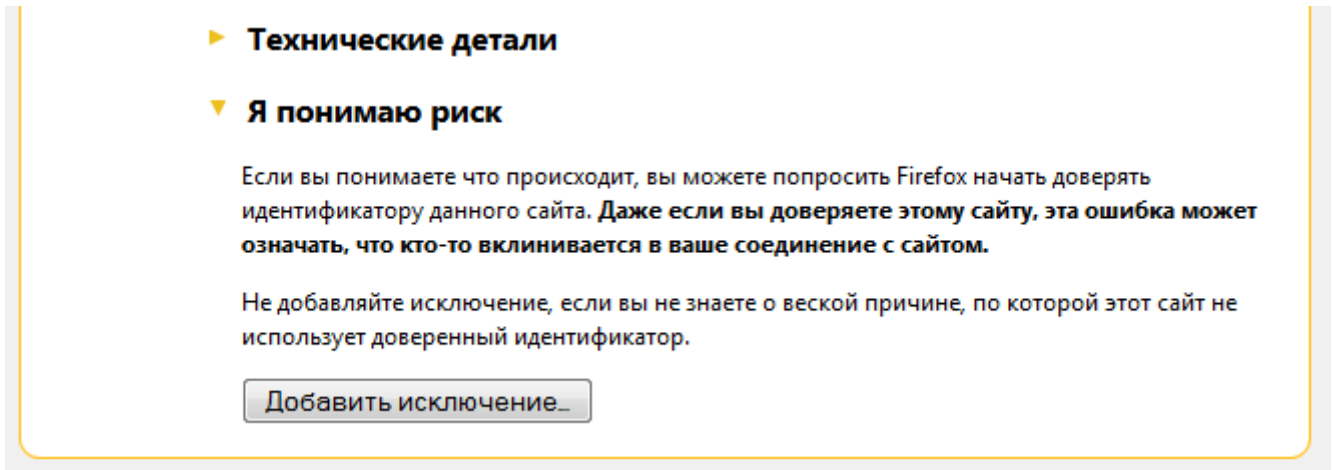 Технические детали
Я понимаю риск
Если вы понимаете что происходит, вы можете попросить Firefox начать доверять
идентификатору данного сайта. Даже если вы доверяете этому сайту, эта ошибка может
означать, что кто-то вклинивается в ваше соединение с сайтом.
Не добавляйте исключение, если вы не знаете о веской причине, по которой этот сайт не
использует доверенный идентификатор.
Добавить исключение…